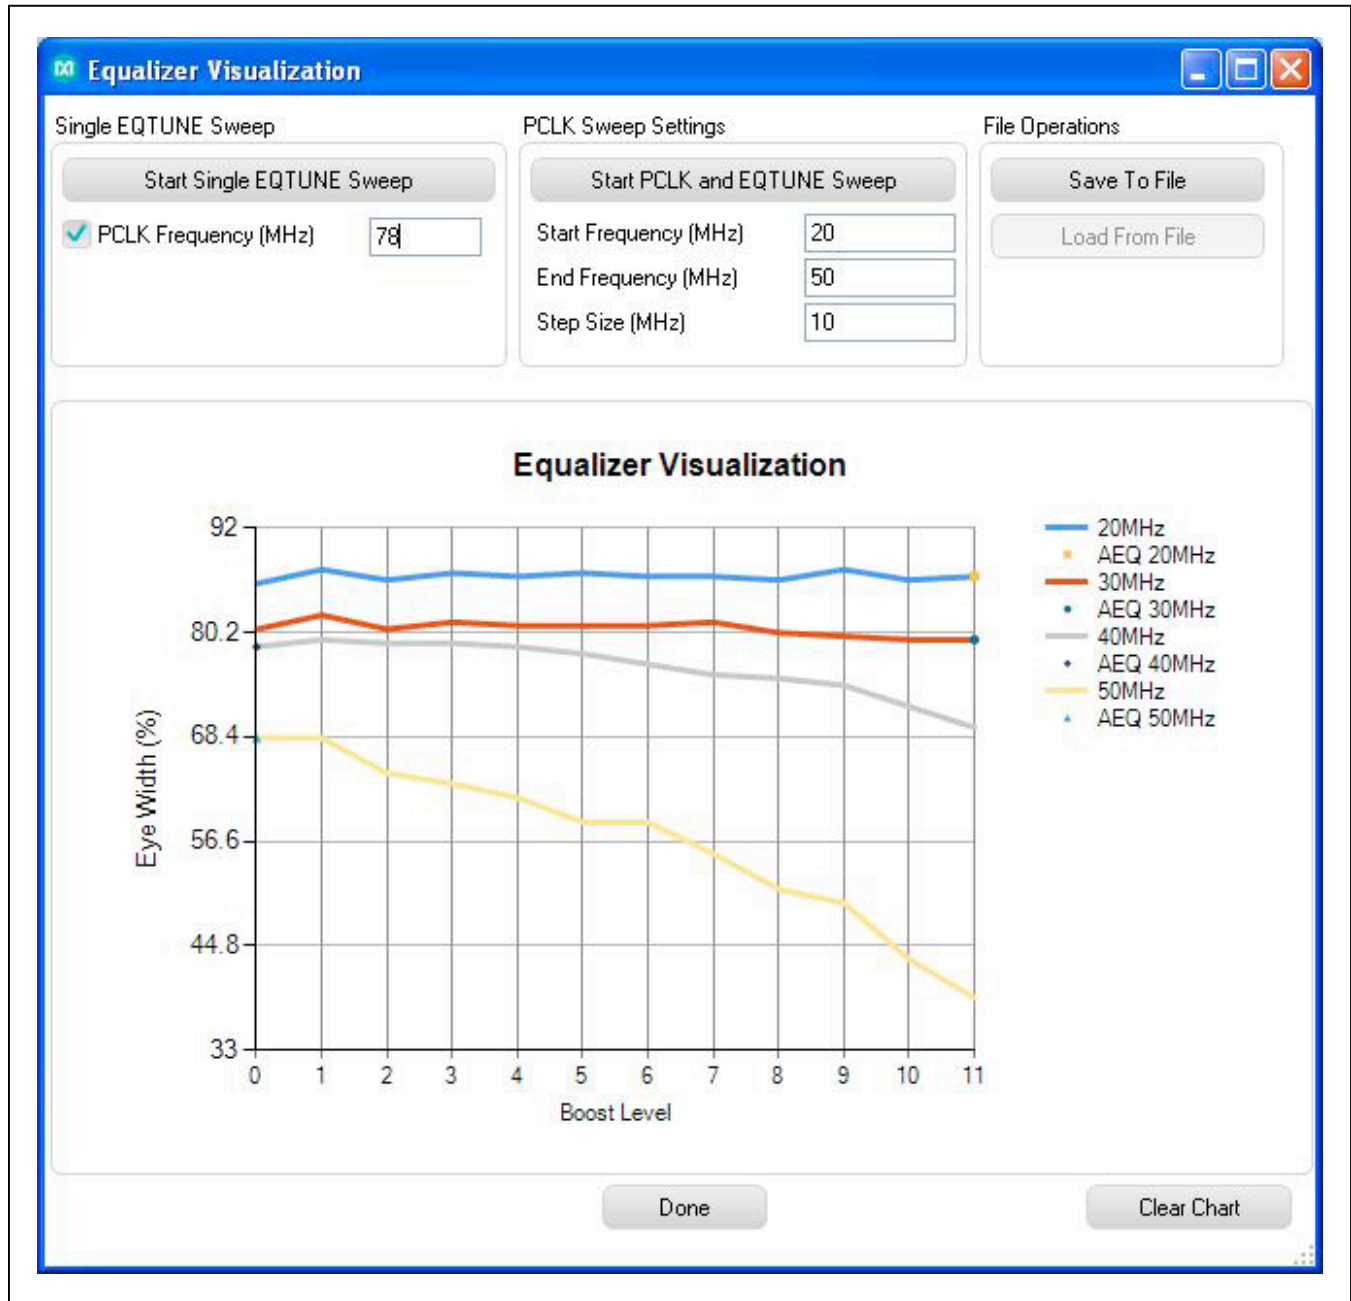 Equalizer Visualization
Single EQTUNE Sweep
Start Single EQTUNE Sweep
PCLK Frequency (MHz) 78
PCLK Sweep Settings
Start PCLK and EQTUNE Sweep
Start Frequency (MHz) 20
End Frequency (MHz) 50
Step Size (MHz) 10
File Operations
Save To File
Load From File
Equalizer Visualization
Eye Width (%)
92
80.2
68.4
56.6
44.8
33
0 1 2 3 4 5 6 7 8 9 10 11
Boost Level
20MHz
AEQ 20MHz
30MHz
AEQ 30MHz
40MHz
AEQ 40MHz
50MHz
AEQ 50MHz
Done
Clear Chart